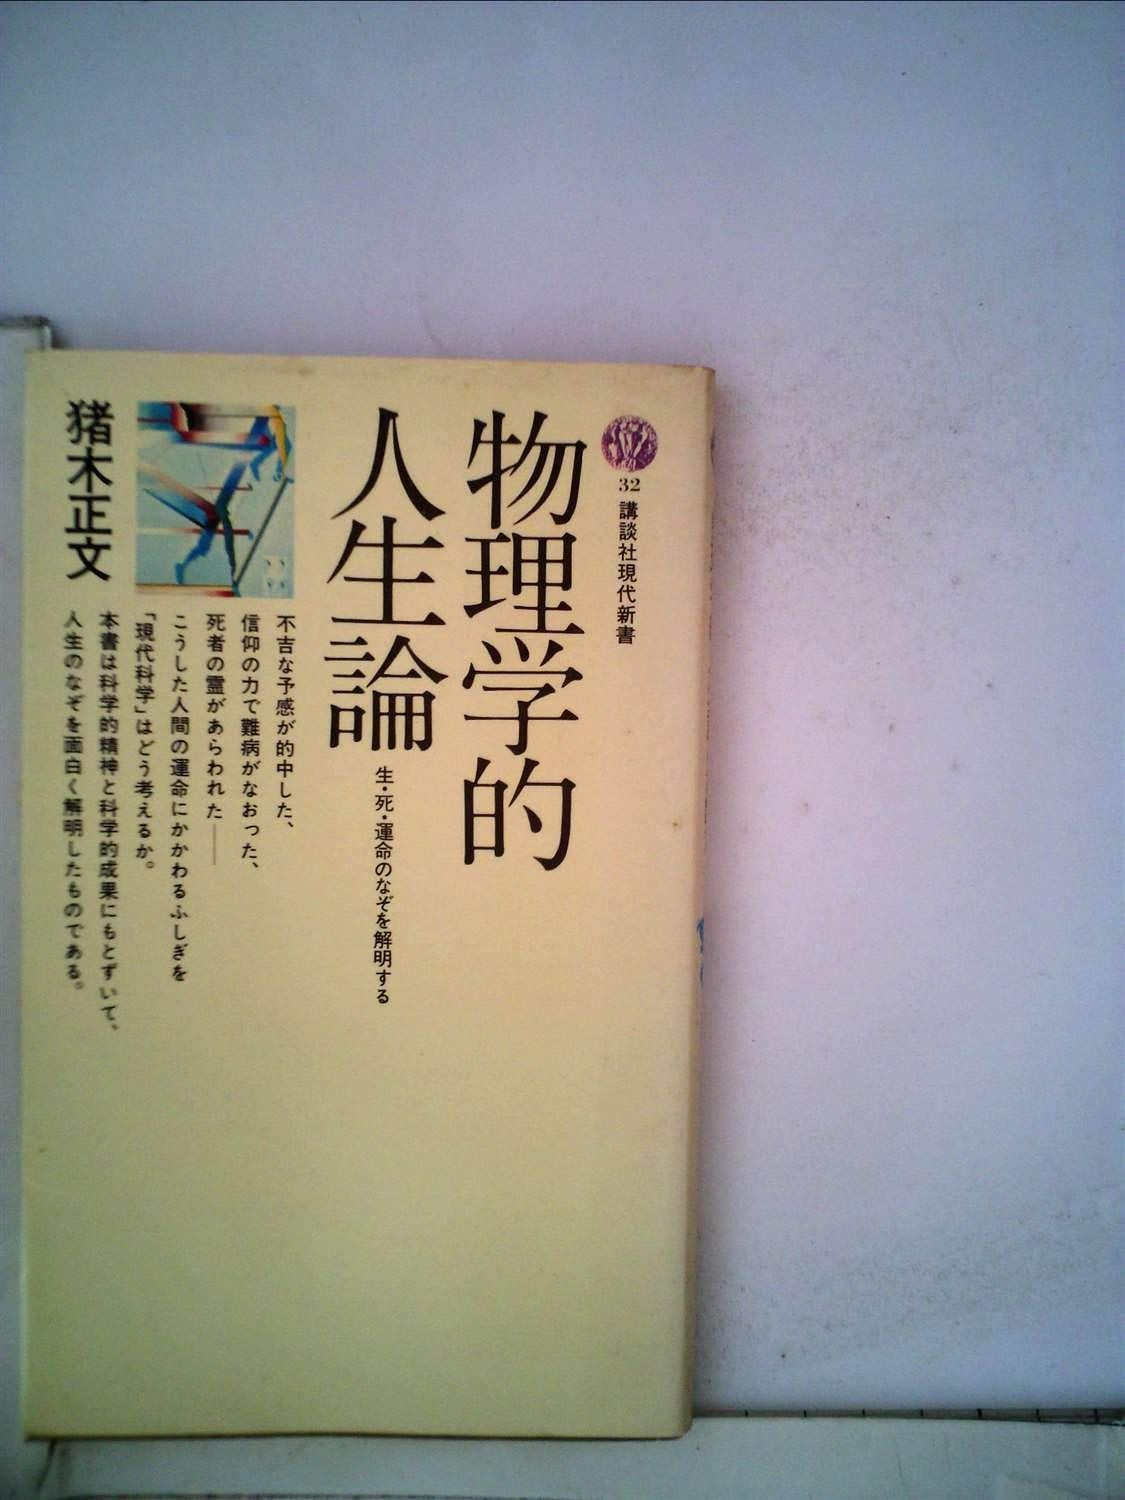 32 講談社現代新書
物理学的
人生論
生・死・運命のなぞを解明する
不吉な予感が的中した、
信仰の力で難病がなおった、
死者の霊があらわれた——
こうした人間の運命にかかわるふしぎを
「現代科学」はどう考えるか。
本書は科学的精神と科学的成果にもとずいて、
人生のなぞを面白く解明したものである。
猪木正文